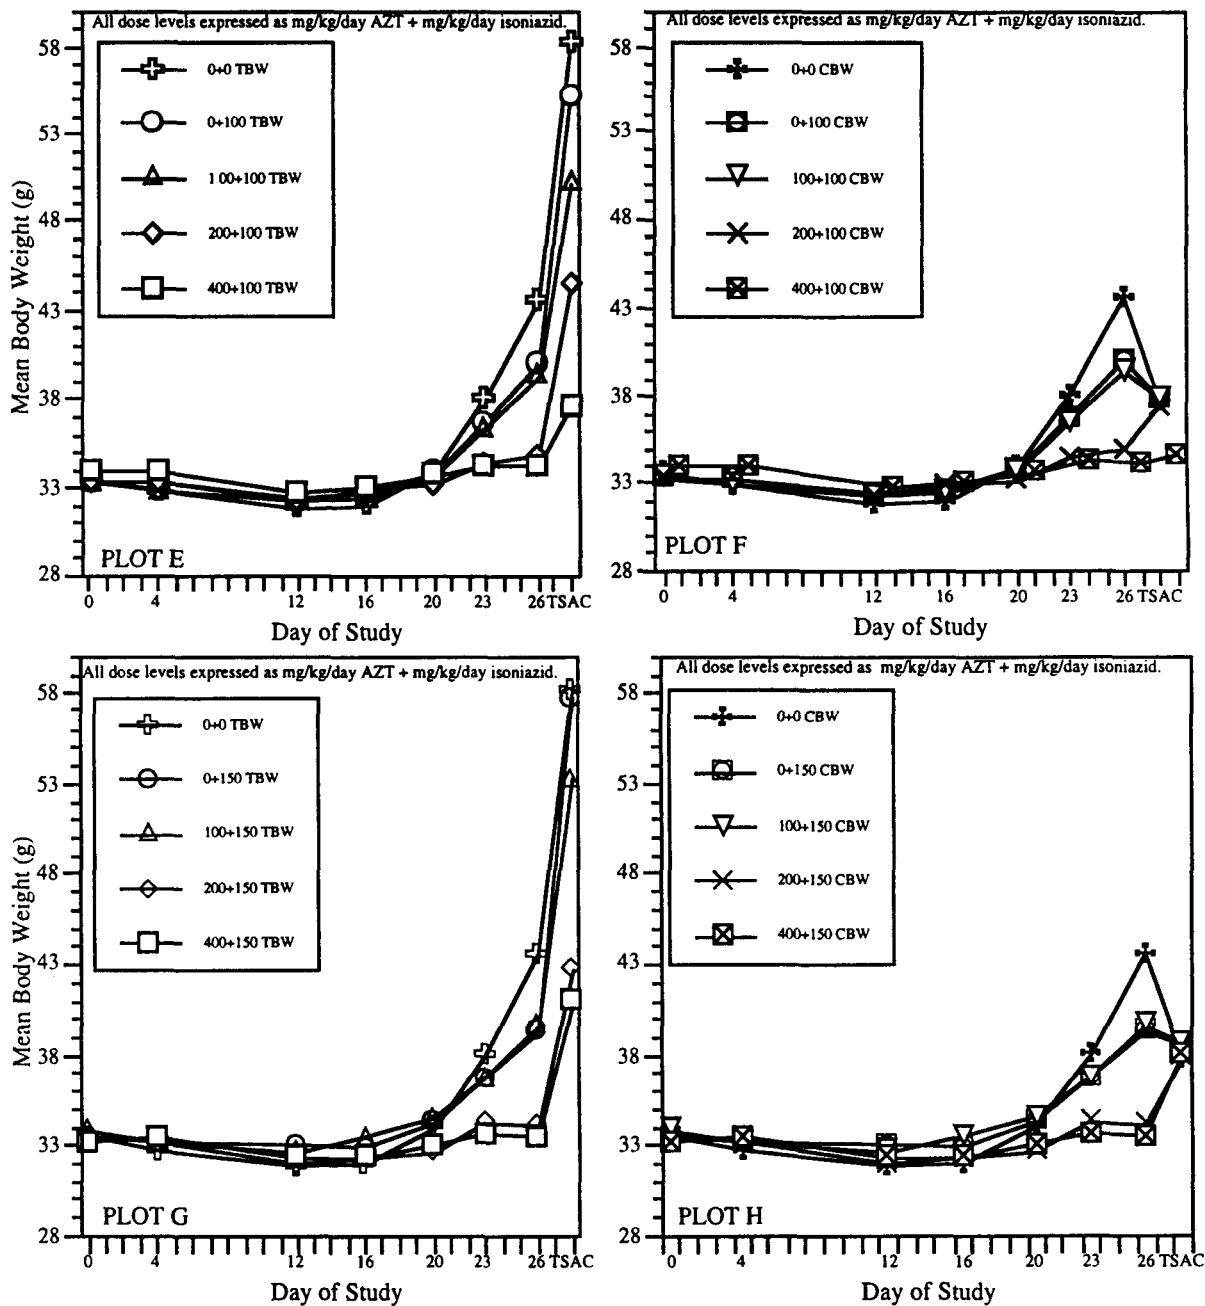 All dose levels expressed as mg/kg/day AZT + mg/kg/day isoniazid.
58
53
48
43
38
33
28
Mean Body Weight (g)
0+0 TBW
0+100 TBW
1 00+100 TBW
200+100 TBW
400+100 TBW
PLOT E
0 4 12 16 20 23 26 TSAC
Day of Study
All dose levels expressed as mg/kg/day AZT + mg/kg/day isoniazid.
58
53
48
43
38
33
28
0+0 CBW
0+100 CBW
100+100 CBW
200+100 CBW
400+100 CBW
PLOT F
0 4 12 16 20 23 26 TSAC
Day of Study
All dose levels expressed as mg/kg/day AZT + mg/kg/day isoniazid.
58
53
48
43
38
33
28
Mean Body Weight (g)
0+0 TBW
0+150 TBW
100+150 TBW
200+150 TBW
400+150 TBW
PLOT G
0 4 12 16 20 23 26 TSAC
Day of Study
All dose levels expressed as mg/kg/day AZT + mg/kg/day isoniazid.
58
53
48
43
38
33
28
0+0 CBW
0+150 CBW
100+150 CBW
200+150 CBW
400+150 CBW
PLOT H
0 4 12 16 20 23 26 TSAC
Day of Study